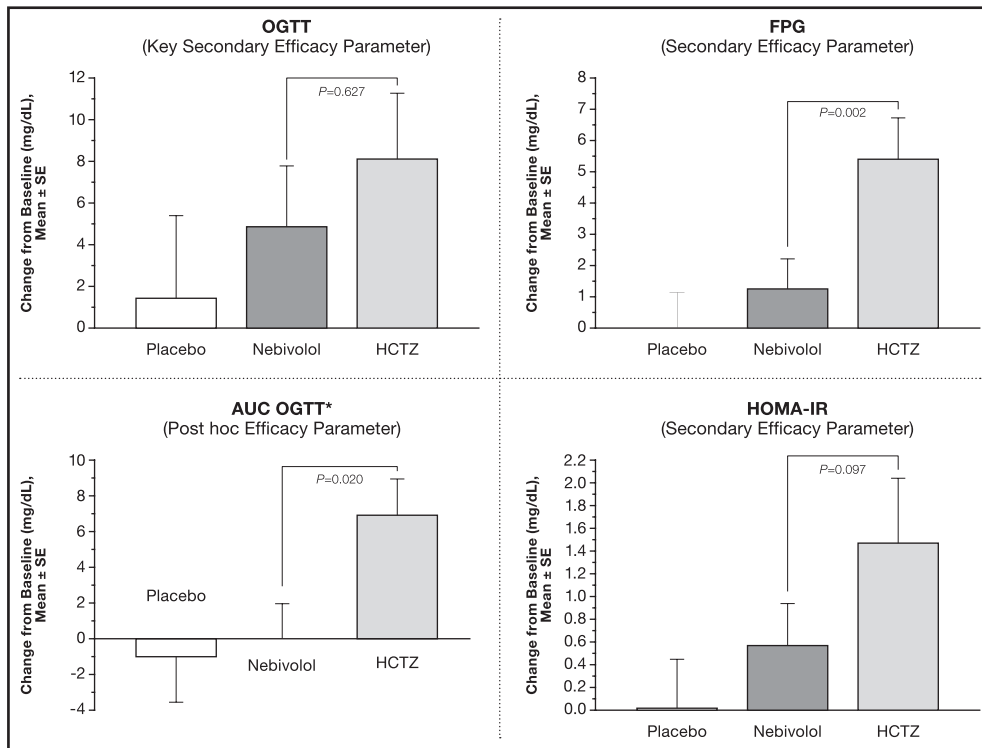 OGTT
(Key Secondary Efficacy Parameter)
Change from Baseline (mg/dL),
Mean ± SE
12
10
8
6
4
2
0
P=0.627
Placebo
Nebivolol
HCTZ
FPG
(Secondary Efficacy Parameter)
Change from Baseline (mg/dL),
Mean ± SE
8
7
6
5
4
3
2
1
0
P=0.002
Placebo
Nebivolol
HCTZ
AUC OGTT*
(Post hoc Efficacy Parameter)
Change from Baseline (mg/dL),
Mean ± SE
10
8
6
4
2
0
-2
-4
P=0.020
Placebo
Nebivolol
HCTZ
HOMA-IR
(Secondary Efficacy Parameter)
Change from Baseline (mg/dL),
Mean ± SE
2.2
2.0
1.8
1.6
1.4
1.2
1.0
0.8
0.6
0.4
0.2
0.0
P=0.097
Placebo
Nebivolol
HCTZ